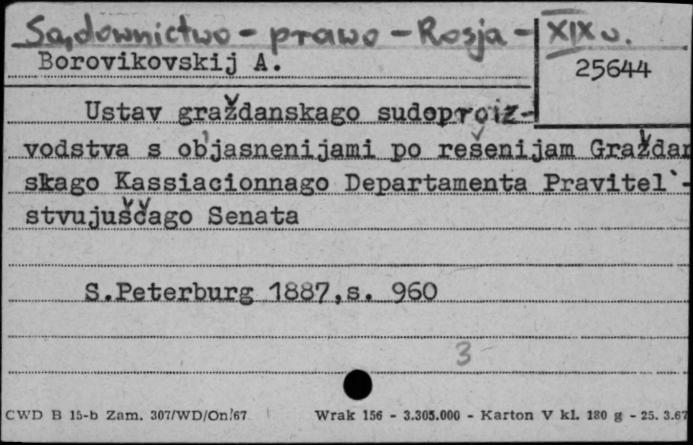 Sądownictwo - prawo - Rosja - XIX w.
Borovikovskij A.
25644
Ustav graždanskago sudoproiz-
vodstva s ob'jasnenijami po rešenijam Graždan
skago Kassiacionnago Departamenta Pravitel'-
stvujuščago Senata
S.Peterburg 1887,s. 960
3
CWD B 15-b Zam. 307/WD/On/67 Wrak 156 - 3.305.000 - Karton V kl. 180 g - 25. 3.67